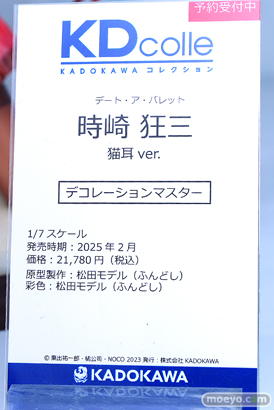 予約受付中
KDcolle
KADOKAWA コレクション
デート・ア・バレット
時崎 狂三
猫耳 ver.
デコレーションマスター
1/7 スケール
発売時期：2025 年 2 月
価格：21,780 円（税込）
原型製作：松田モデル（ふんどし）
彩色：松田モデル（ふんどし）
© 東出祐一郎・橘公司・NOCO 2023 発行：株式会社 KADOKAWA
KADOKAWA
moeyo.com